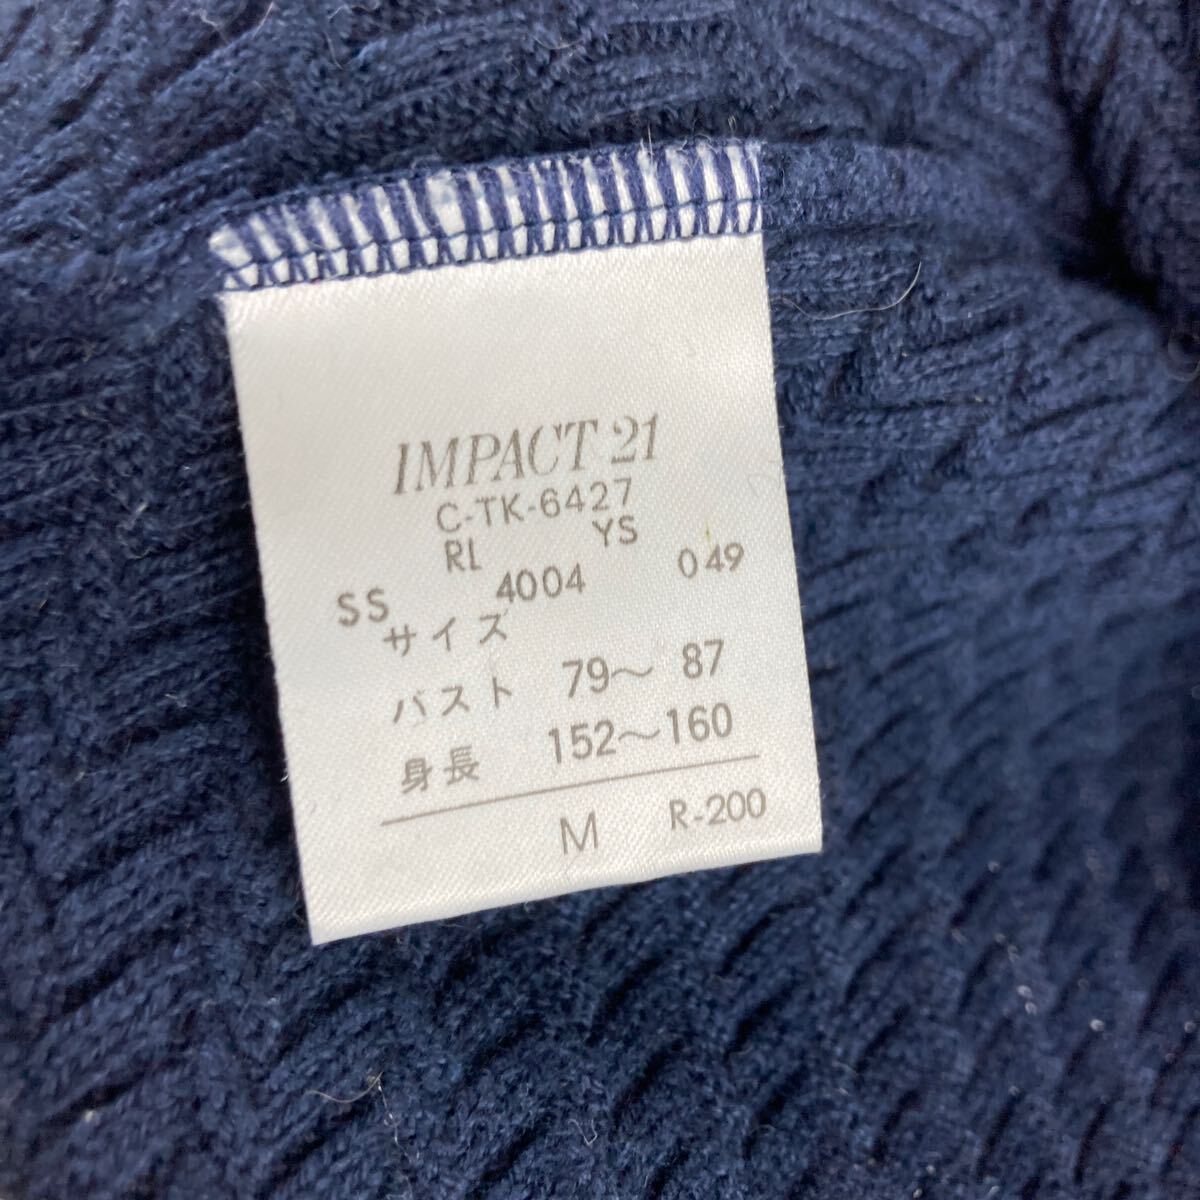 IMPACT 21
C-TK-6427
RL YS
SS 4004 049
サイズ
バスト 79～87
身長 152～160
M R-200